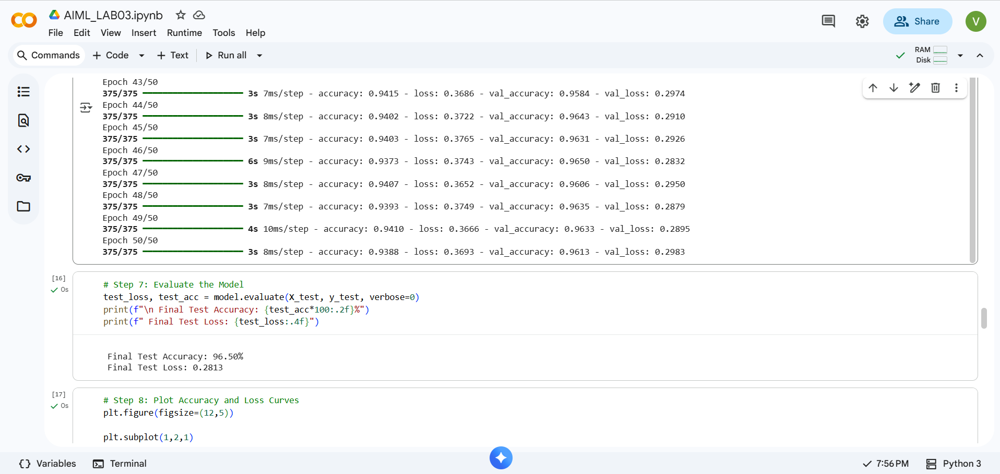 AIML_LAB03.ipynb
File Edit View Insert Runtime Tools Help
Share
V
Commands + Code + Text Run all
RAM
Disk
Epoch 43/50
375/375 3s 7ms/step - accuracy: 0.9415 - loss: 0.3686 - val_accuracy: 0.9584 - val_loss: 0.2974
Epoch 44/50
375/375 3s 8ms/step - accuracy: 0.9402 - loss: 0.3722 - val_accuracy: 0.9643 - val_loss: 0.2910
Epoch 45/50
375/375 3s 7ms/step - accuracy: 0.9403 - loss: 0.3765 - val_accuracy: 0.9631 - val_loss: 0.2926
Epoch 46/50
375/375 6s 9ms/step - accuracy: 0.9373 - loss: 0.3743 - val_accuracy: 0.9650 - val_loss: 0.2832
Epoch 47/50
375/375 3s 8ms/step - accuracy: 0.9407 - loss: 0.3652 - val_accuracy: 0.9606 - val_loss: 0.2950
Epoch 48/50
375/375 3s 7ms/step - accuracy: 0.9393 - loss: 0.3749 - val_accuracy: 0.9635 - val_loss: 0.2879
Epoch 49/50
375/375 4s 10ms/step - accuracy: 0.9410 - loss: 0.3666 - val_accuracy: 0.9633 - val_loss: 0.2895
Epoch 50/50
375/375 3s 8ms/step - accuracy: 0.9388 - loss: 0.3693 - val_accuracy: 0.9613 - val_loss: 0.2983
[16]
0s
# Step 7: Evaluate the Model
test_loss, test_acc = model.evaluate(X_test, y_test, verbose=0)
print(f"\n Final Test Accuracy: {test_acc*100:.2f}%")
print(f" Final Test Loss: {test_loss:.4f}")
Final Test Accuracy: 96.50%
Final Test Loss: 0.2813
[17]
0s
# Step 8: Plot Accuracy and Loss Curves
plt.figure(figsize=(12,5))
plt.subplot(1,2,1)
{} Variables Terminal
7:56 PM Python 3